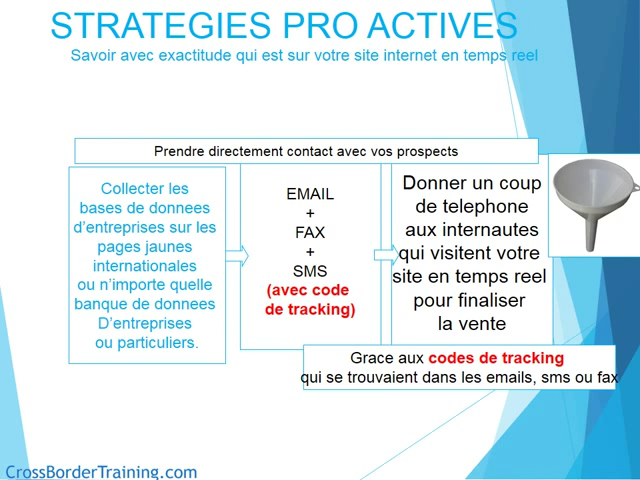 STRATEGIES PRO ACTIVES
Savoir avec exactitude qui est sur votre site internet en temps reel
Prendre directement contact avec vos prospects
Collecter les
bases de donnees
d'entreprises sur les
pages jaunes
internationales
ou n'importe quelle
banque de donnees
D'entreprises
ou particuliers.
EMAIL
+
FAX
+
SMS
(avec code
de tracking)
Donner un coup
de telephone
aux internautes
qui visitent votre
site en temps reel
pour finaliser
la vente
Grace aux codes de tracking
qui se trouvaient dans les emails, sms ou fax
CrossBorderTraining.com